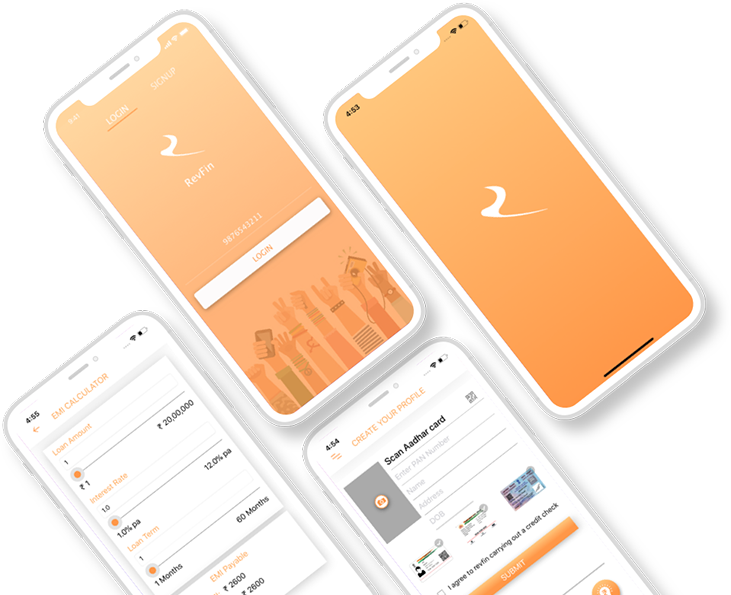 9:41
LOGIN
SIGNUP
RevFin
9876543211
LOGIN
4:53
4:55
EMI CALCULATOR
Loan Amount
1
₹ 20,00,000
₹ 1
Interest Rate
1.0
12.0% pa
1.0% pa
Loan Term
1
60 Months
1 Months
EMI Payable
₹ 2600
₹ 2600
4:54
CREATE YOUR PROFILE
Scan Aadhar card
Enter PAN Number
Name
Address
DOB
I agree to revfin carrying out a credit check
SUBMIT